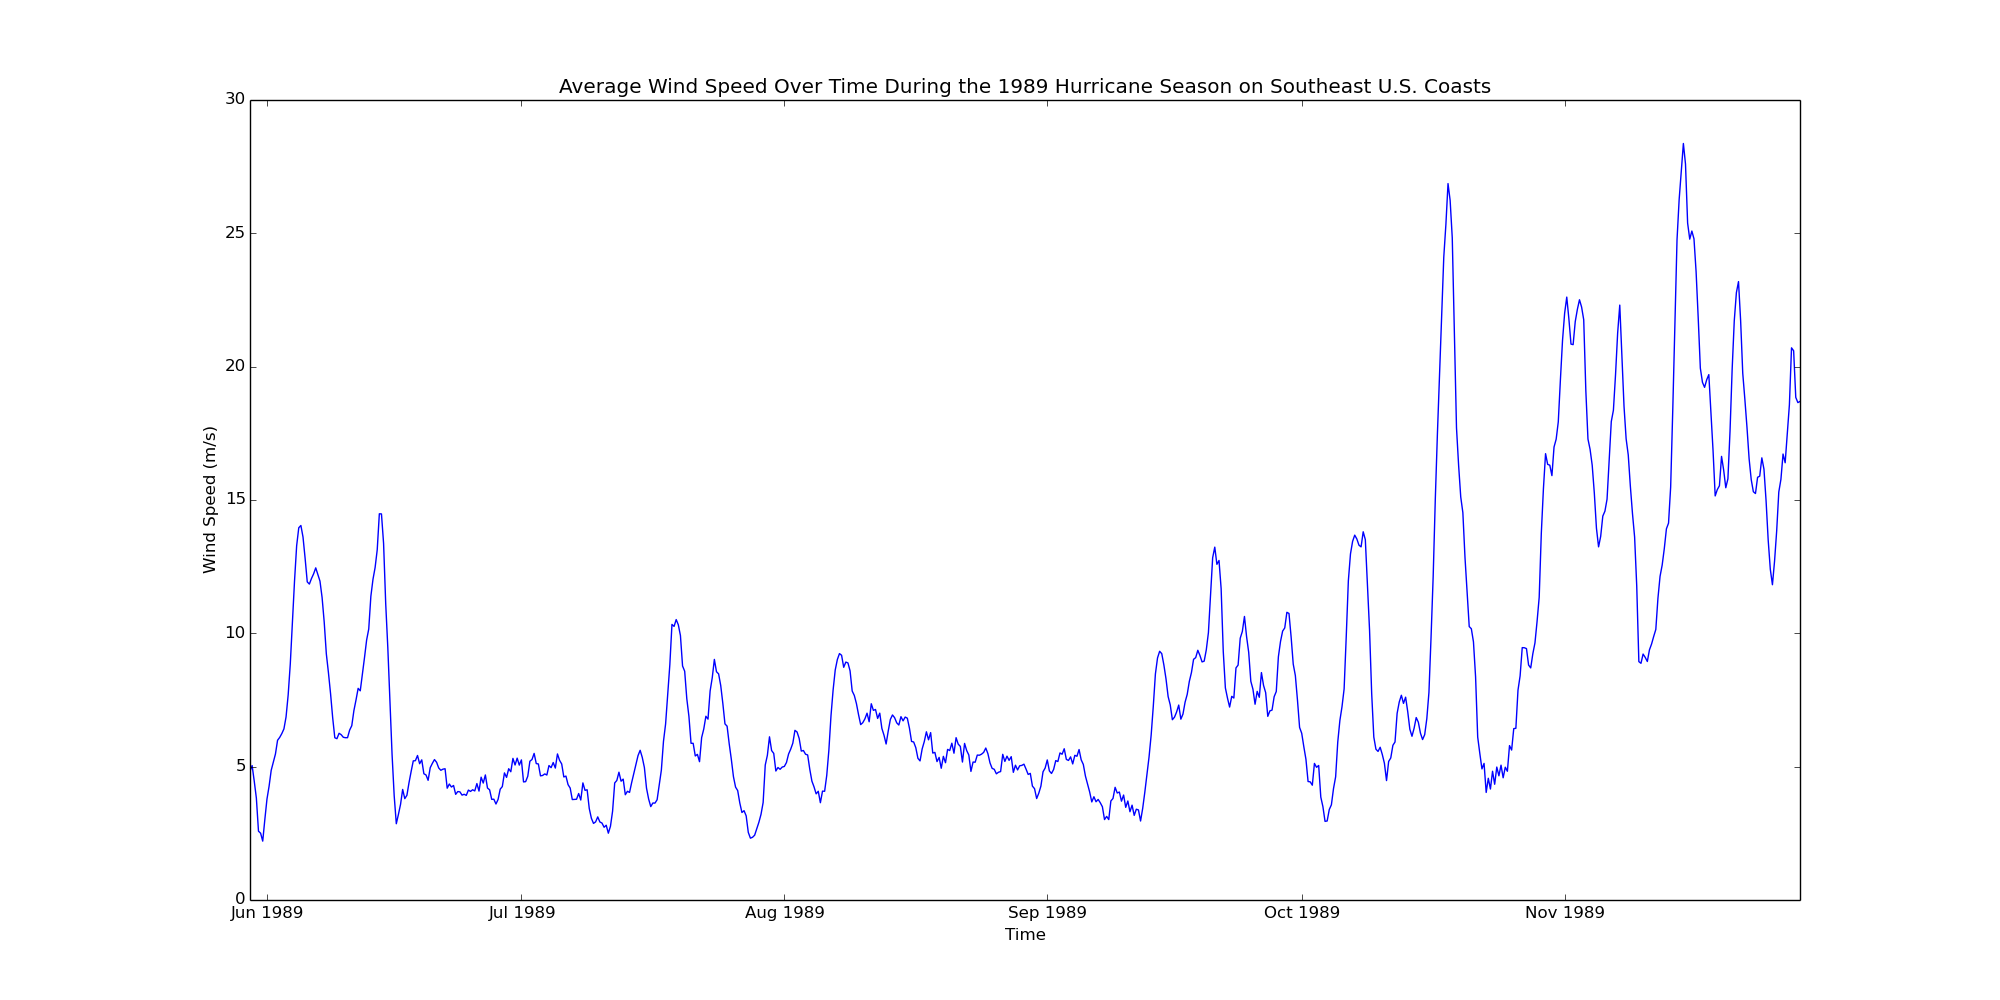 Average Wind Speed Over Time During the 1989 Hurricane Season on Southeast U.S. Coasts
30
25
20
15
10
5
0
Wind Speed (m/s)
Jun 1989 Jul 1989 Aug 1989 Sep 1989 Oct 1989 Nov 1989
Time